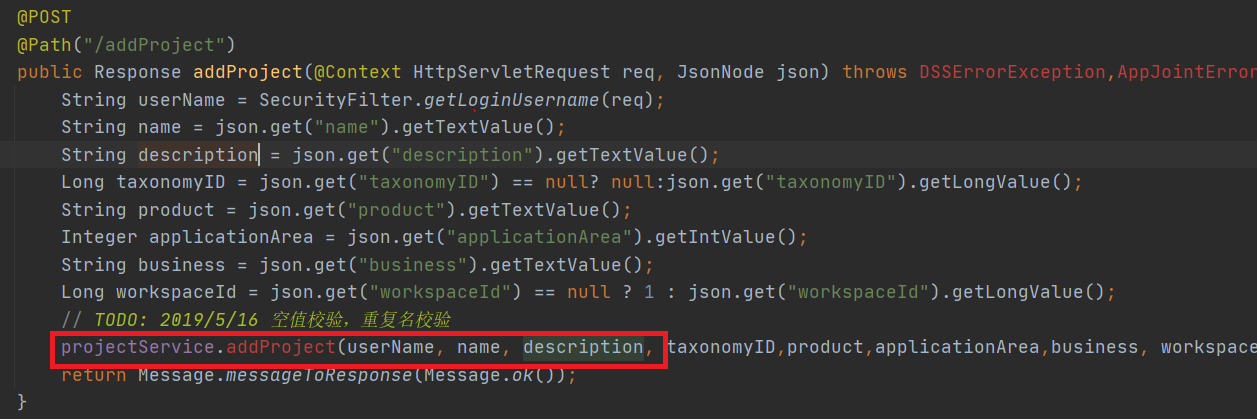 @POST
@Path("/addProject")
public Response addProject(@Context HttpServletRequest req, JsonNode json) throws DSSErrorException,AppJointError
String userName = SecurityFilter.getLoginUsername(req);
String name = json.get("name").getTextValue();
String description = json.get("description").getTextValue();
Long taxonomyID = json.get("taxonomyID") == null? null:json.get("taxonomyID").getLongValue();
String product = json.get("product").getTextValue();
Integer applicationArea = json.get("applicationArea").getIntValue();
String business = json.get("business").getTextValue();
Long workspaceId = json.get("workspaceId") == null ? 1 : json.get("workspaceId").getLongValue();
// TODO: 2019/5/16 空值校验，重复名校验
projectService.addProject(userName, name, description, taxonomyID,product,applicationArea,business, workspace
return Message.messageToResponse(Message.ok());
}